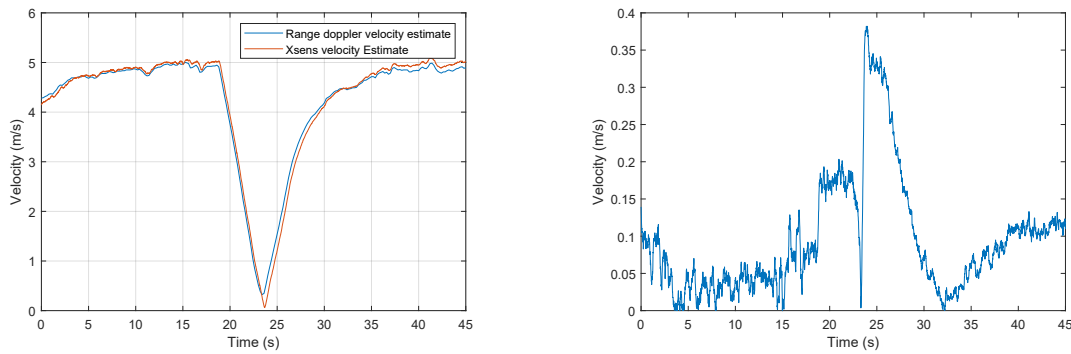 6
5
4
3
2
1
0
0 5 10 15 20 25 30 35 40 45
Velocity (m/s)
Time (s)
Range doppler velocity estimate
Xsens velocity Estimate
0.4
0.35
0.3
0.25
0.2
0.15
0.1
0.05
0
0 5 10 15 20 25 30 35 40 45
Velocity (m/s)
Time (s)